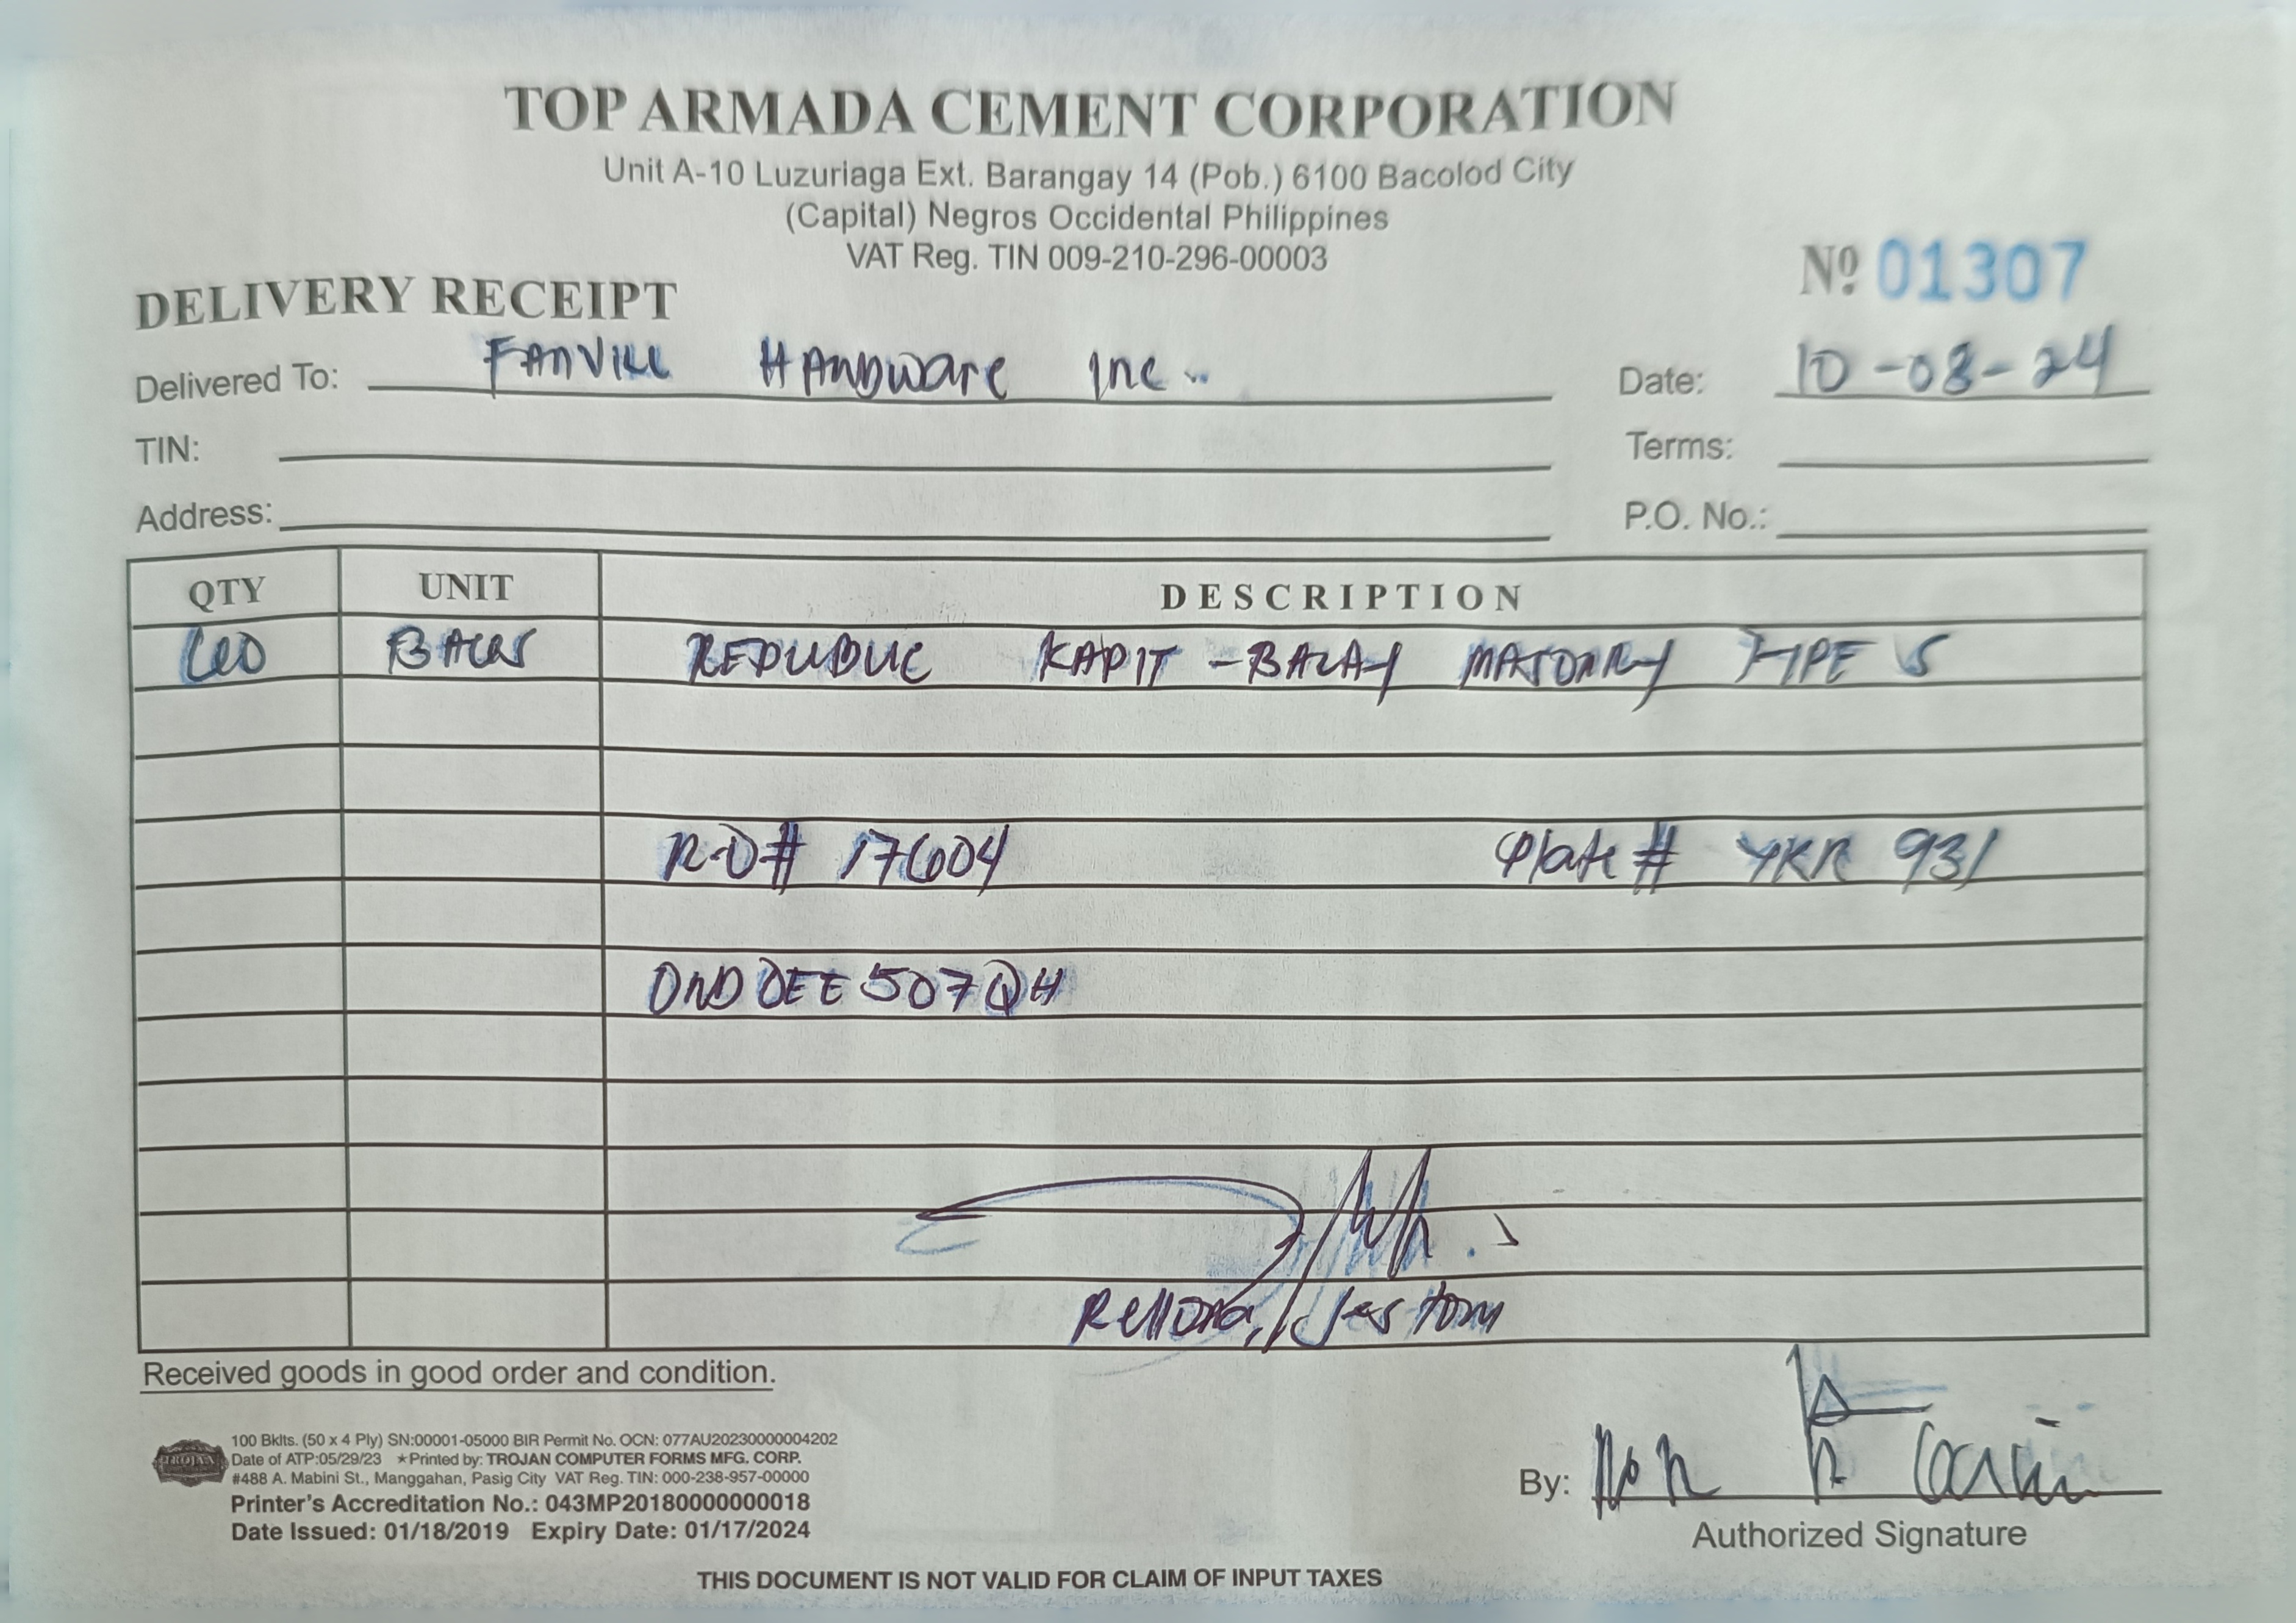 TOP ARMADA CEMENT CORPORATION
Unit A-10 Luzuriaga Ext. Barangay 14 (Pob.) 6100 Bacolod City
(Capital) Negros Occidental Philippines
VAT Reg. TIN 009-210-296-00003
Nº 01307
DELIVERY RECEIPT
Delivered To: Hardware Inc.
Date: 10-08-24
TIN:
Terms:
Address:
P.O. No.:
QTY UNIT DESCRIPTION
BAGS REPUBLIC KAPIT-BALAY MASONRY TYPE S
17604 Plate # YKR 931
507QH
Rellora, Jestom
Received goods in good order and condition.
TROJAN
100 Bklts. (50 x 4 Ply) SN:00001-05000 BIR Permit No. OCN: 077AU20230000004202
Date of ATP:05/29/23 ★Printed by: TROJAN COMPUTER FORMS MFG. CORP.
#488 A. Mabini St., Manggahan, Pasig City VAT Reg. TIN: 000-238-957-00000
Printer's Accreditation No.: 043MP20180000000018
Date Issued: 01/18/2019 Expiry Date: 01/17/2024
By:
Authorized Signature
THIS DOCUMENT IS NOT VALID FOR CLAIM OF INPUT TAXES